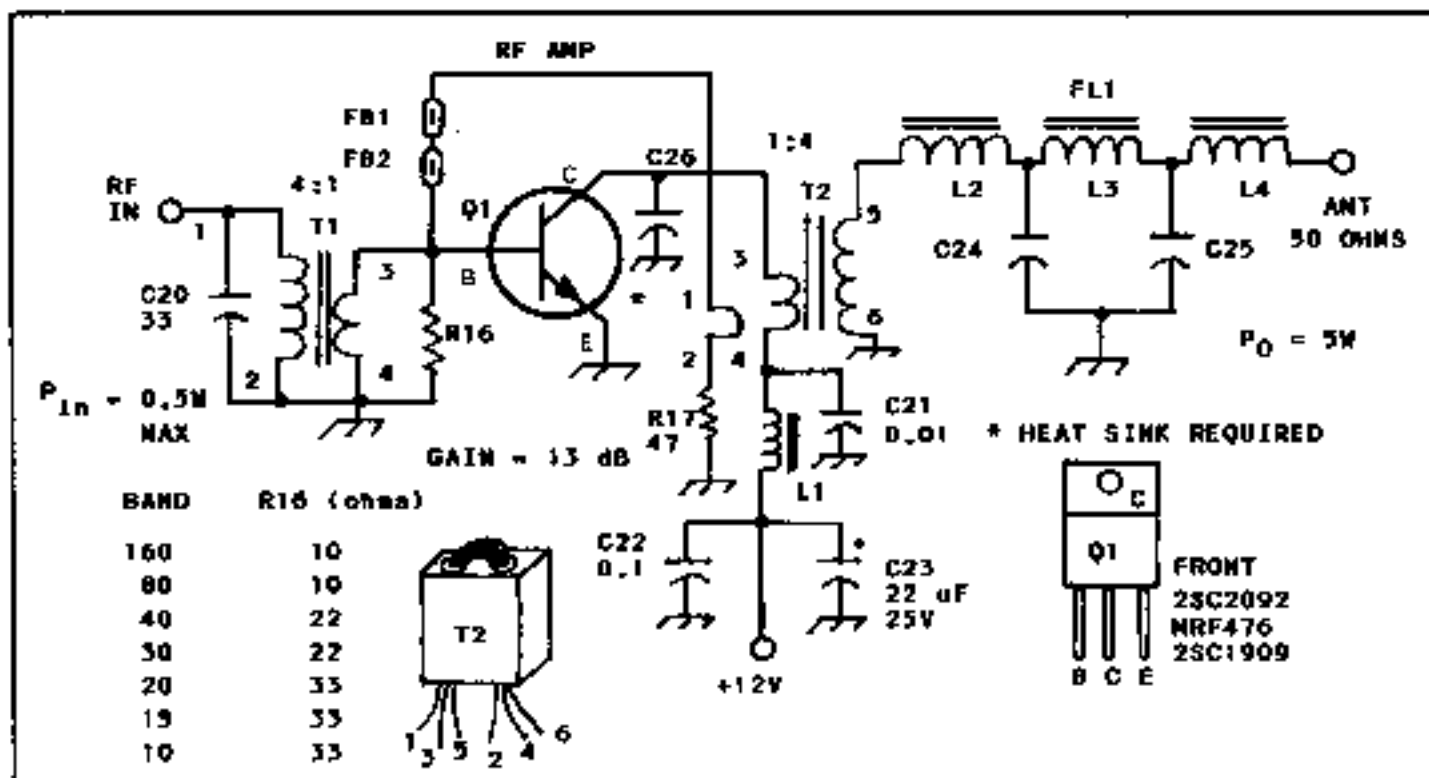 RF AMP
FB1
FB2
FL1
1:4
C26
C
RF
IN
1
4:1
T1
Q1
T2
L2
L3
L4
5
ANT
50 OHMS
C24
C25
3
B
3
C20
33
*
1
R16
6
E
2
4
2
4
P0 = 5W
Pin = 0.5W
MAX
R17
47
C21
0.01
* HEAT SINK REQUIRED
GAIN = 13 dB
L1
C
BAND R16 (ohms)
160 10
80 10
40 22
30 22
20 33
15 33
10 33
T2
1 3 5 2 4 6
C22
0.1
C23
22 uF
25V
+12V
Q1
FRONT
2SC2092
MRF476
2SC1909
B C E